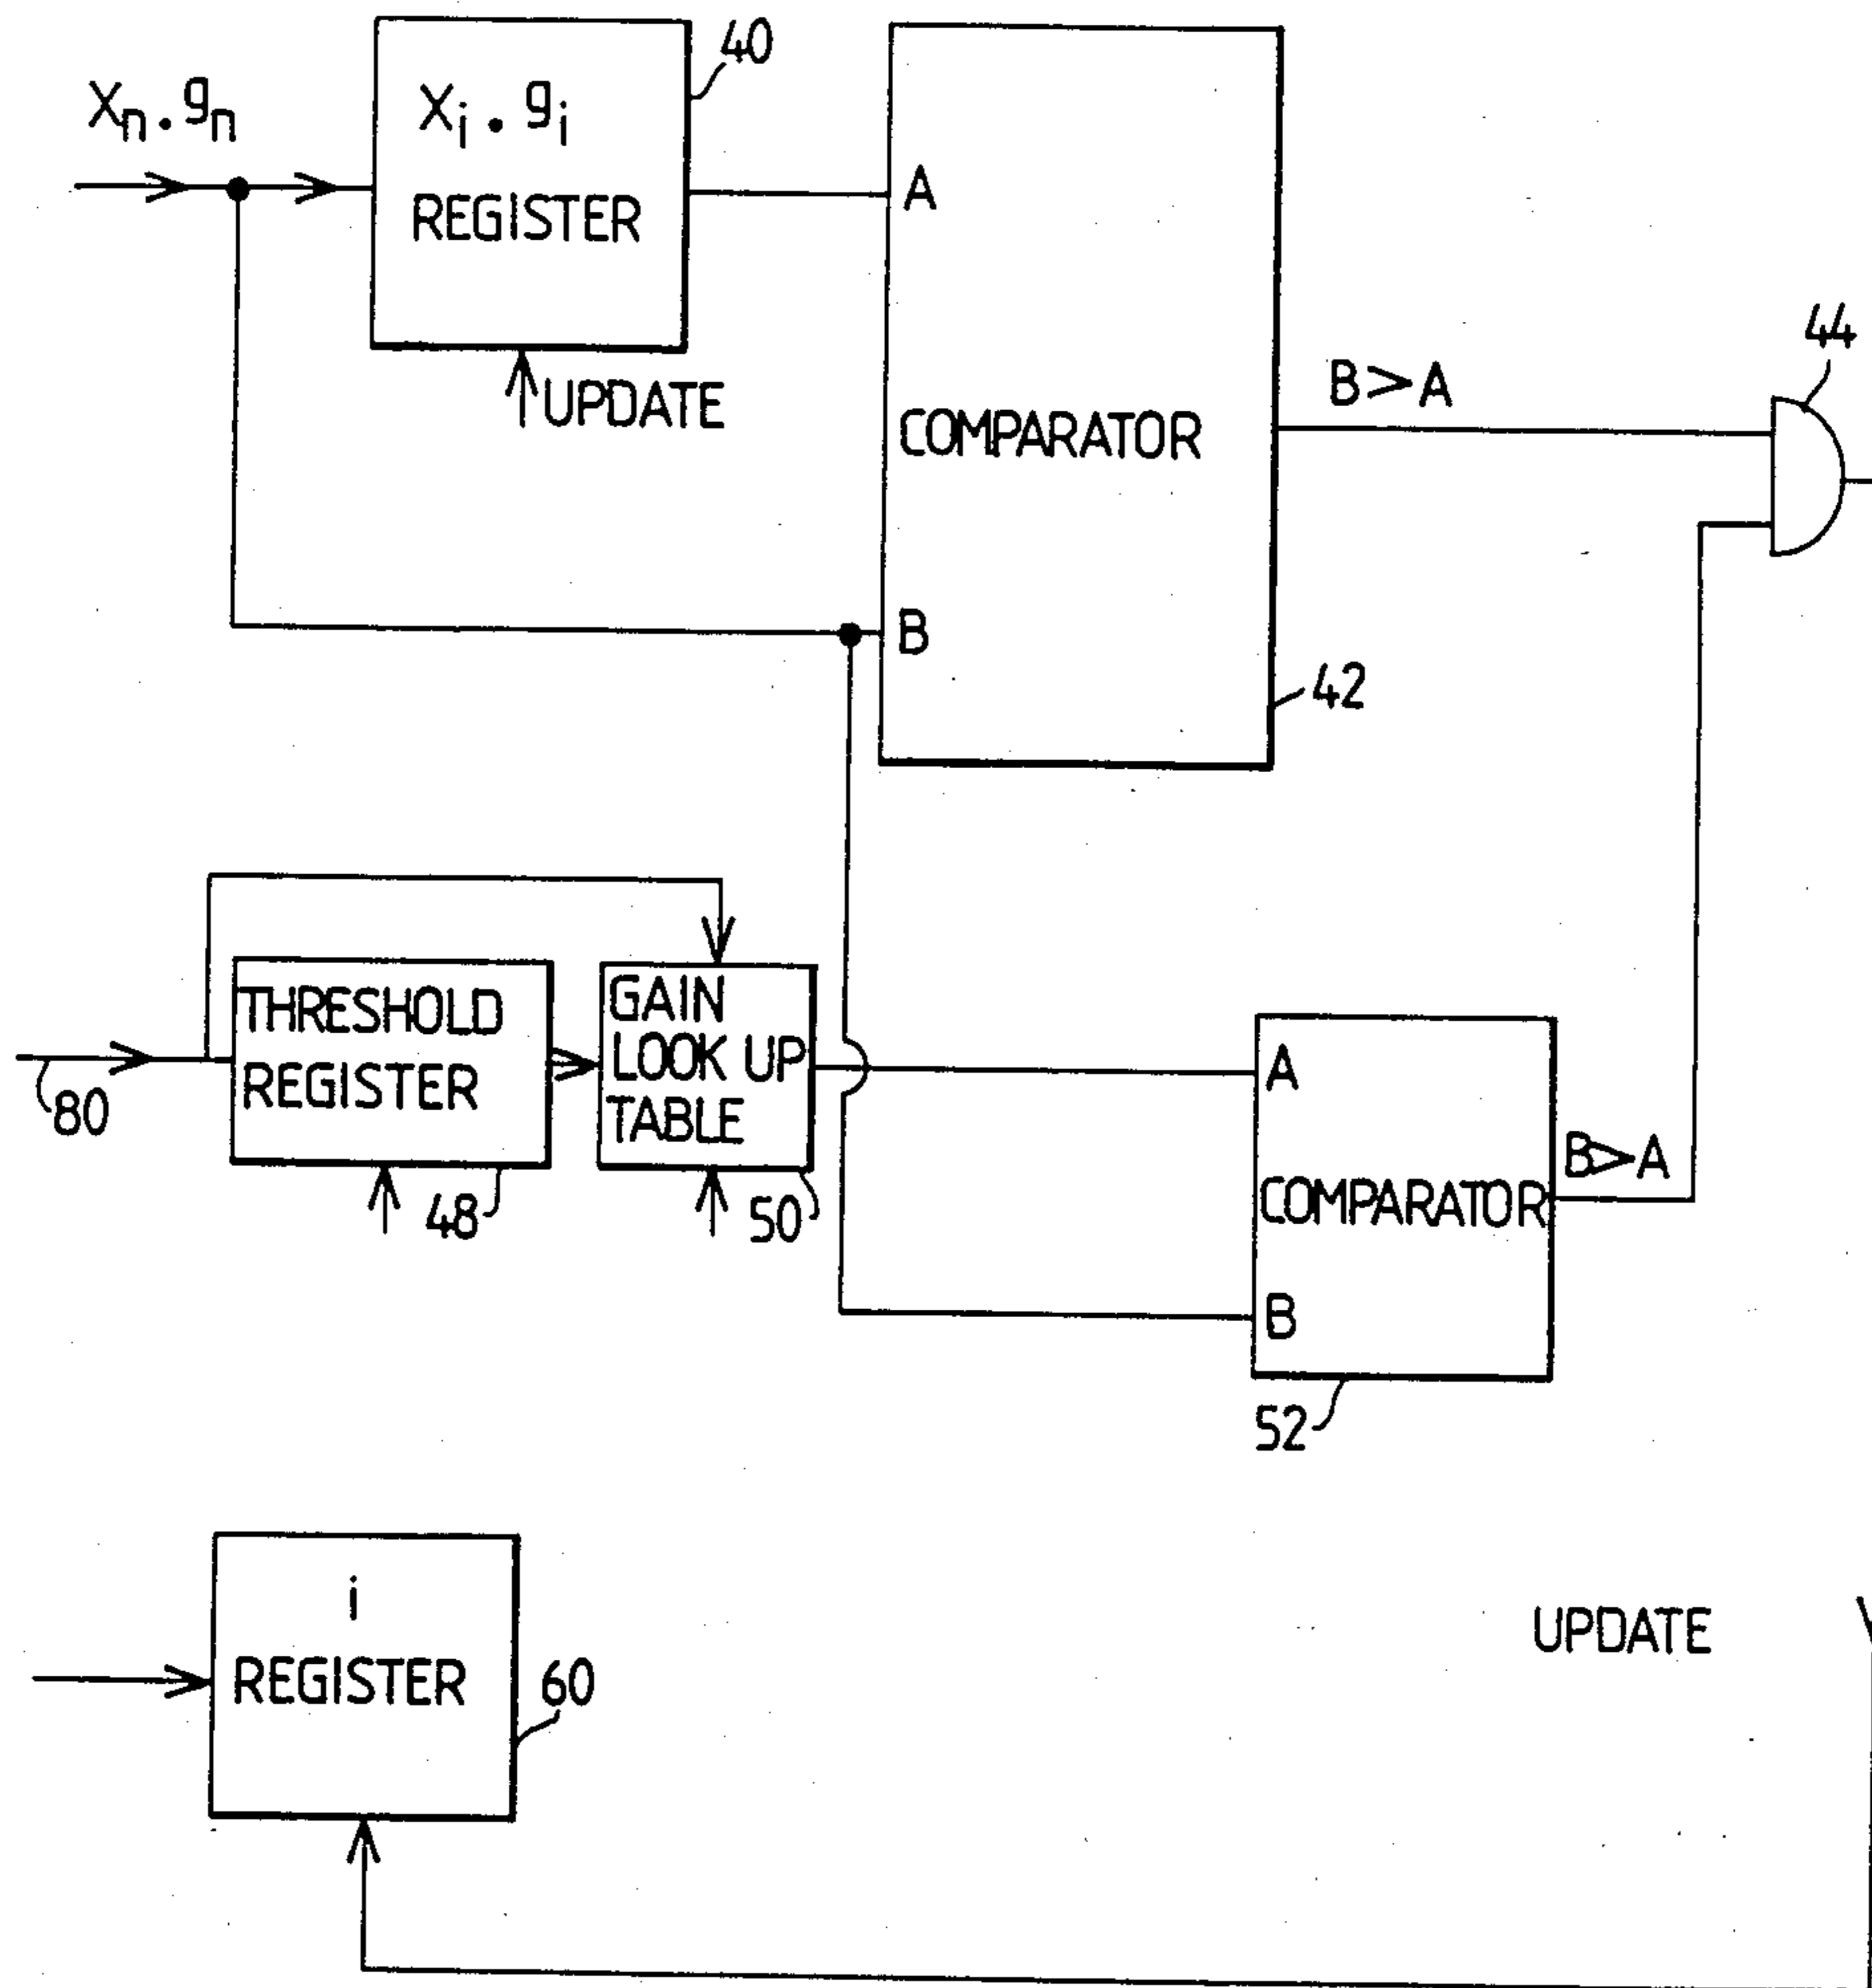 40
Xn . gn
Xi . gi
REGISTER
A
UPDATE
B>A
44
COMPARATOR
B
42
THRESHOLD
REGISTER
GAIN
LOOK UP
TABLE
80
48
50
A
B>A
COMPARATOR
B
52
i
REGISTER
60
UPDATE